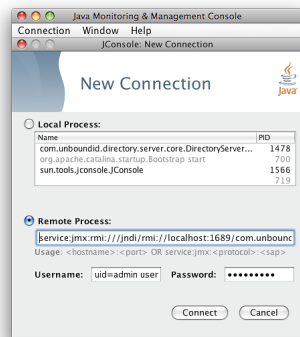 Java Monitoring & Management Console
Connection Window Help
JConsole: New Connection
New Connection
Java
Local Process:
Name PID
com.unboundid.directory.server.core.DirectoryServer... 1478
org.apache.catalina.startup.Bootstrap start 700
sun.tools.jconsole.JConsole 1566
719
Remote Process:
service:jmx:rmi:///jndi/rmi://localhost:1689/com.unbounc
Usage: <hostname>:<port> OR service:jmx:<protocol>:<sap>
Username: uid=admin user Password: •••••••••
Connect Cancel